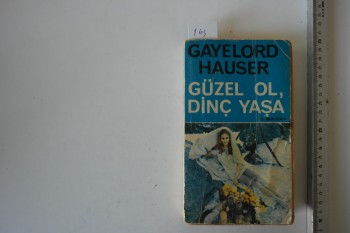 GAYELORD
HAUSER
GÜZEL OL,
DİNÇ YAŞA